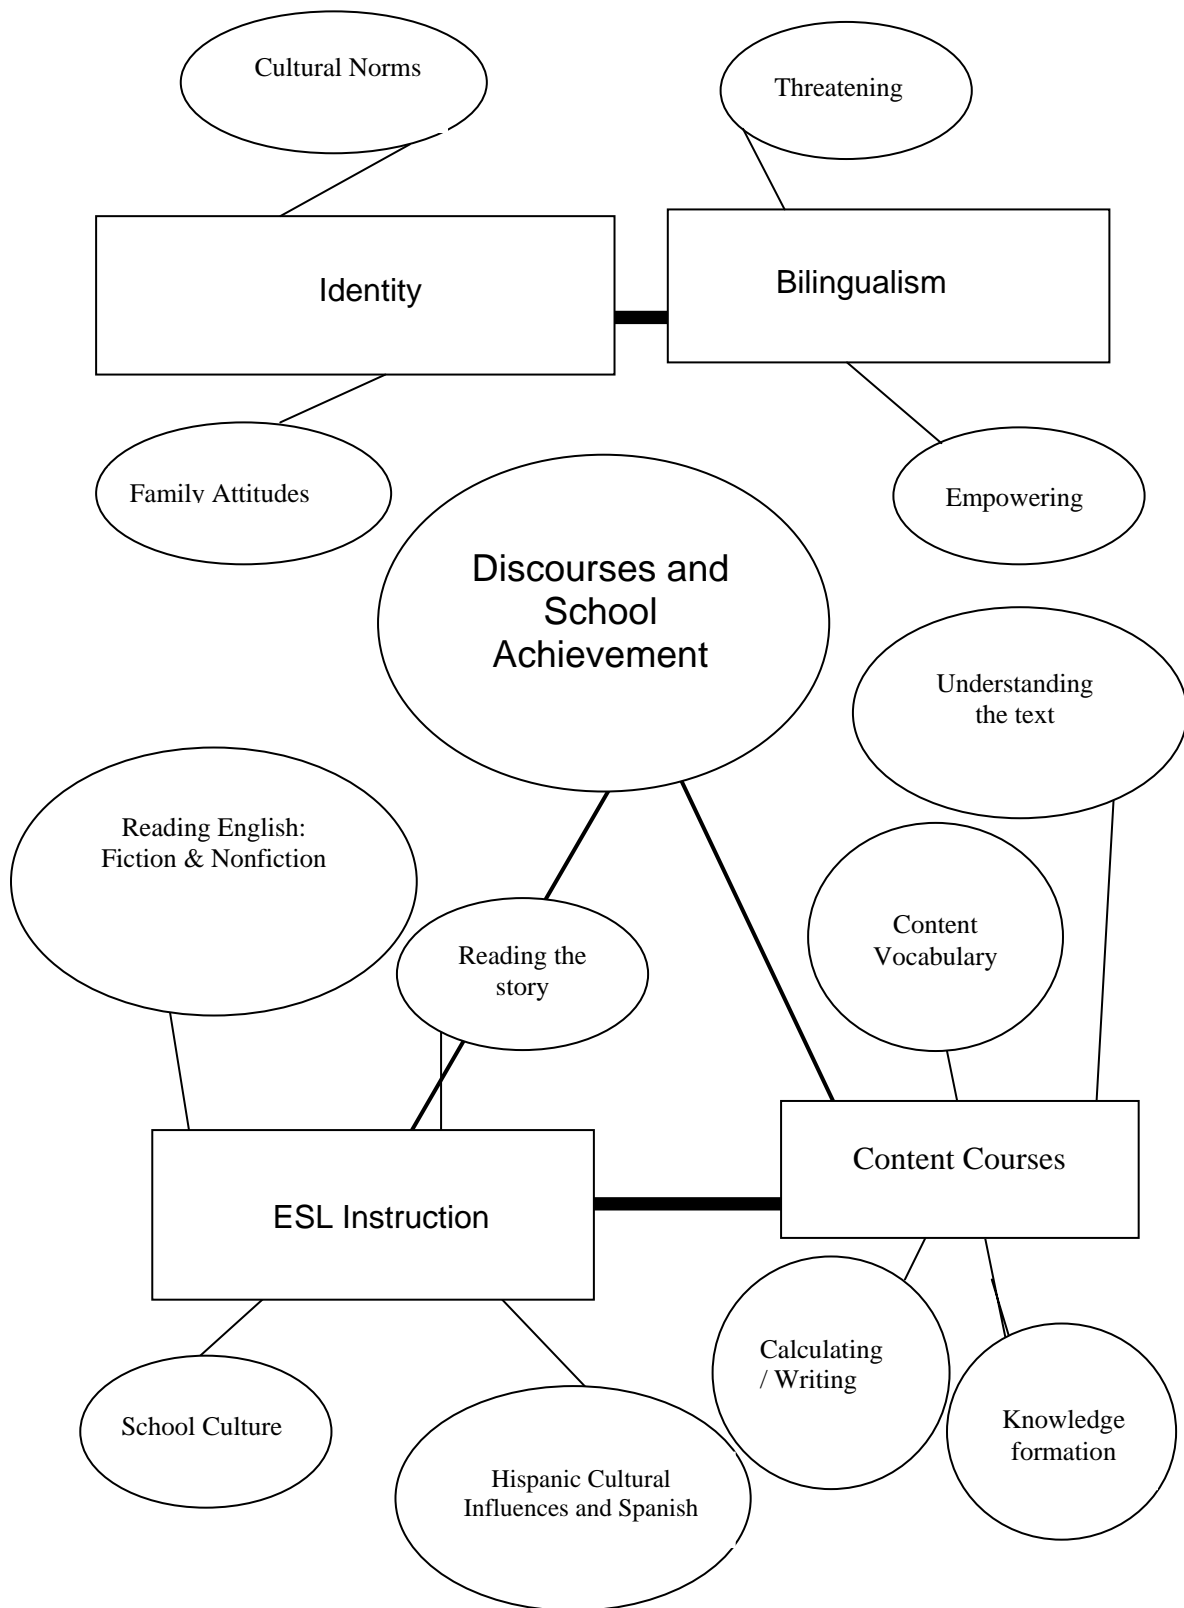 Cultural Norms
Threatening
Identity
Bilingualism
Family Attitudes
Empowering
Discourses and
School
Achievement
Understanding
the text
Reading English:
Fiction & Nonfiction
Content
Vocabulary
Reading the
story
Content Courses
ESL Instruction
Calculating
/ Writing
School Culture
Knowledge
formation
Hispanic Cultural
Influences and Spanish